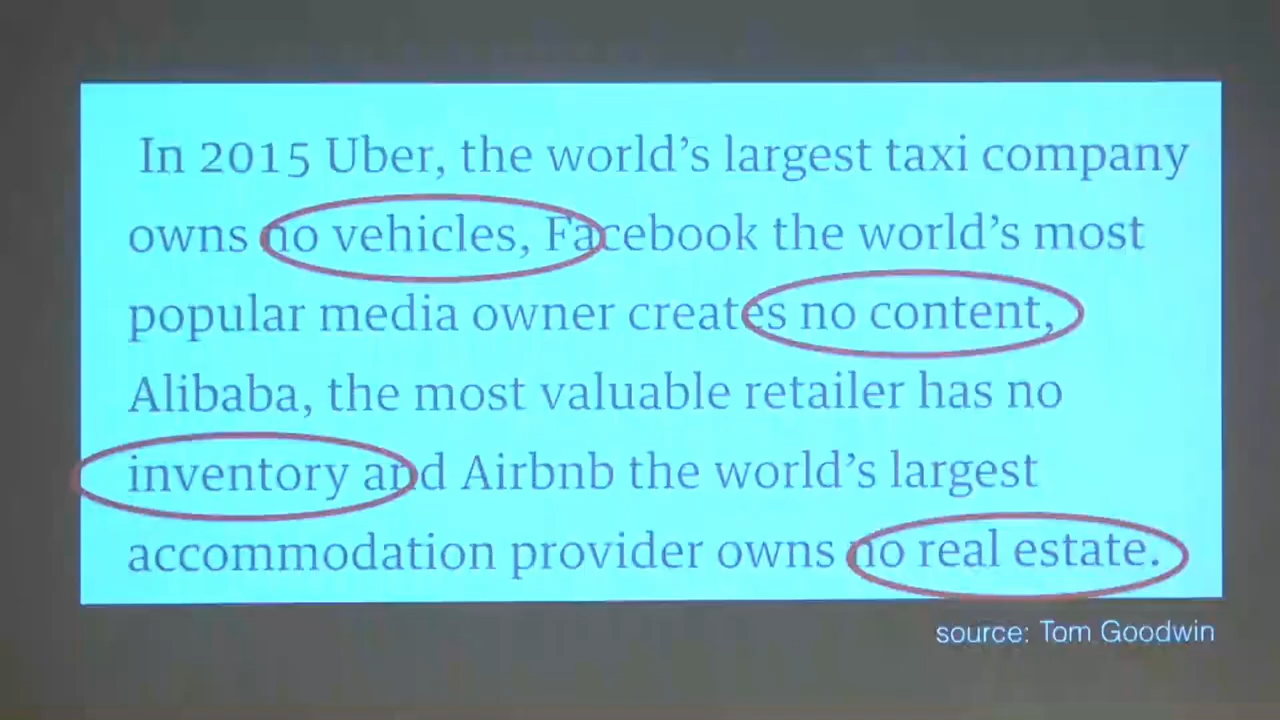 In 2015 Uber, the world's largest taxi company
owns no vehicles, Facebook the world's most
popular media owner creates no content,
Alibaba, the most valuable retailer has no
inventory and Airbnb the world's largest
accommodation provider owns no real estate.
source: Tom Goodwin